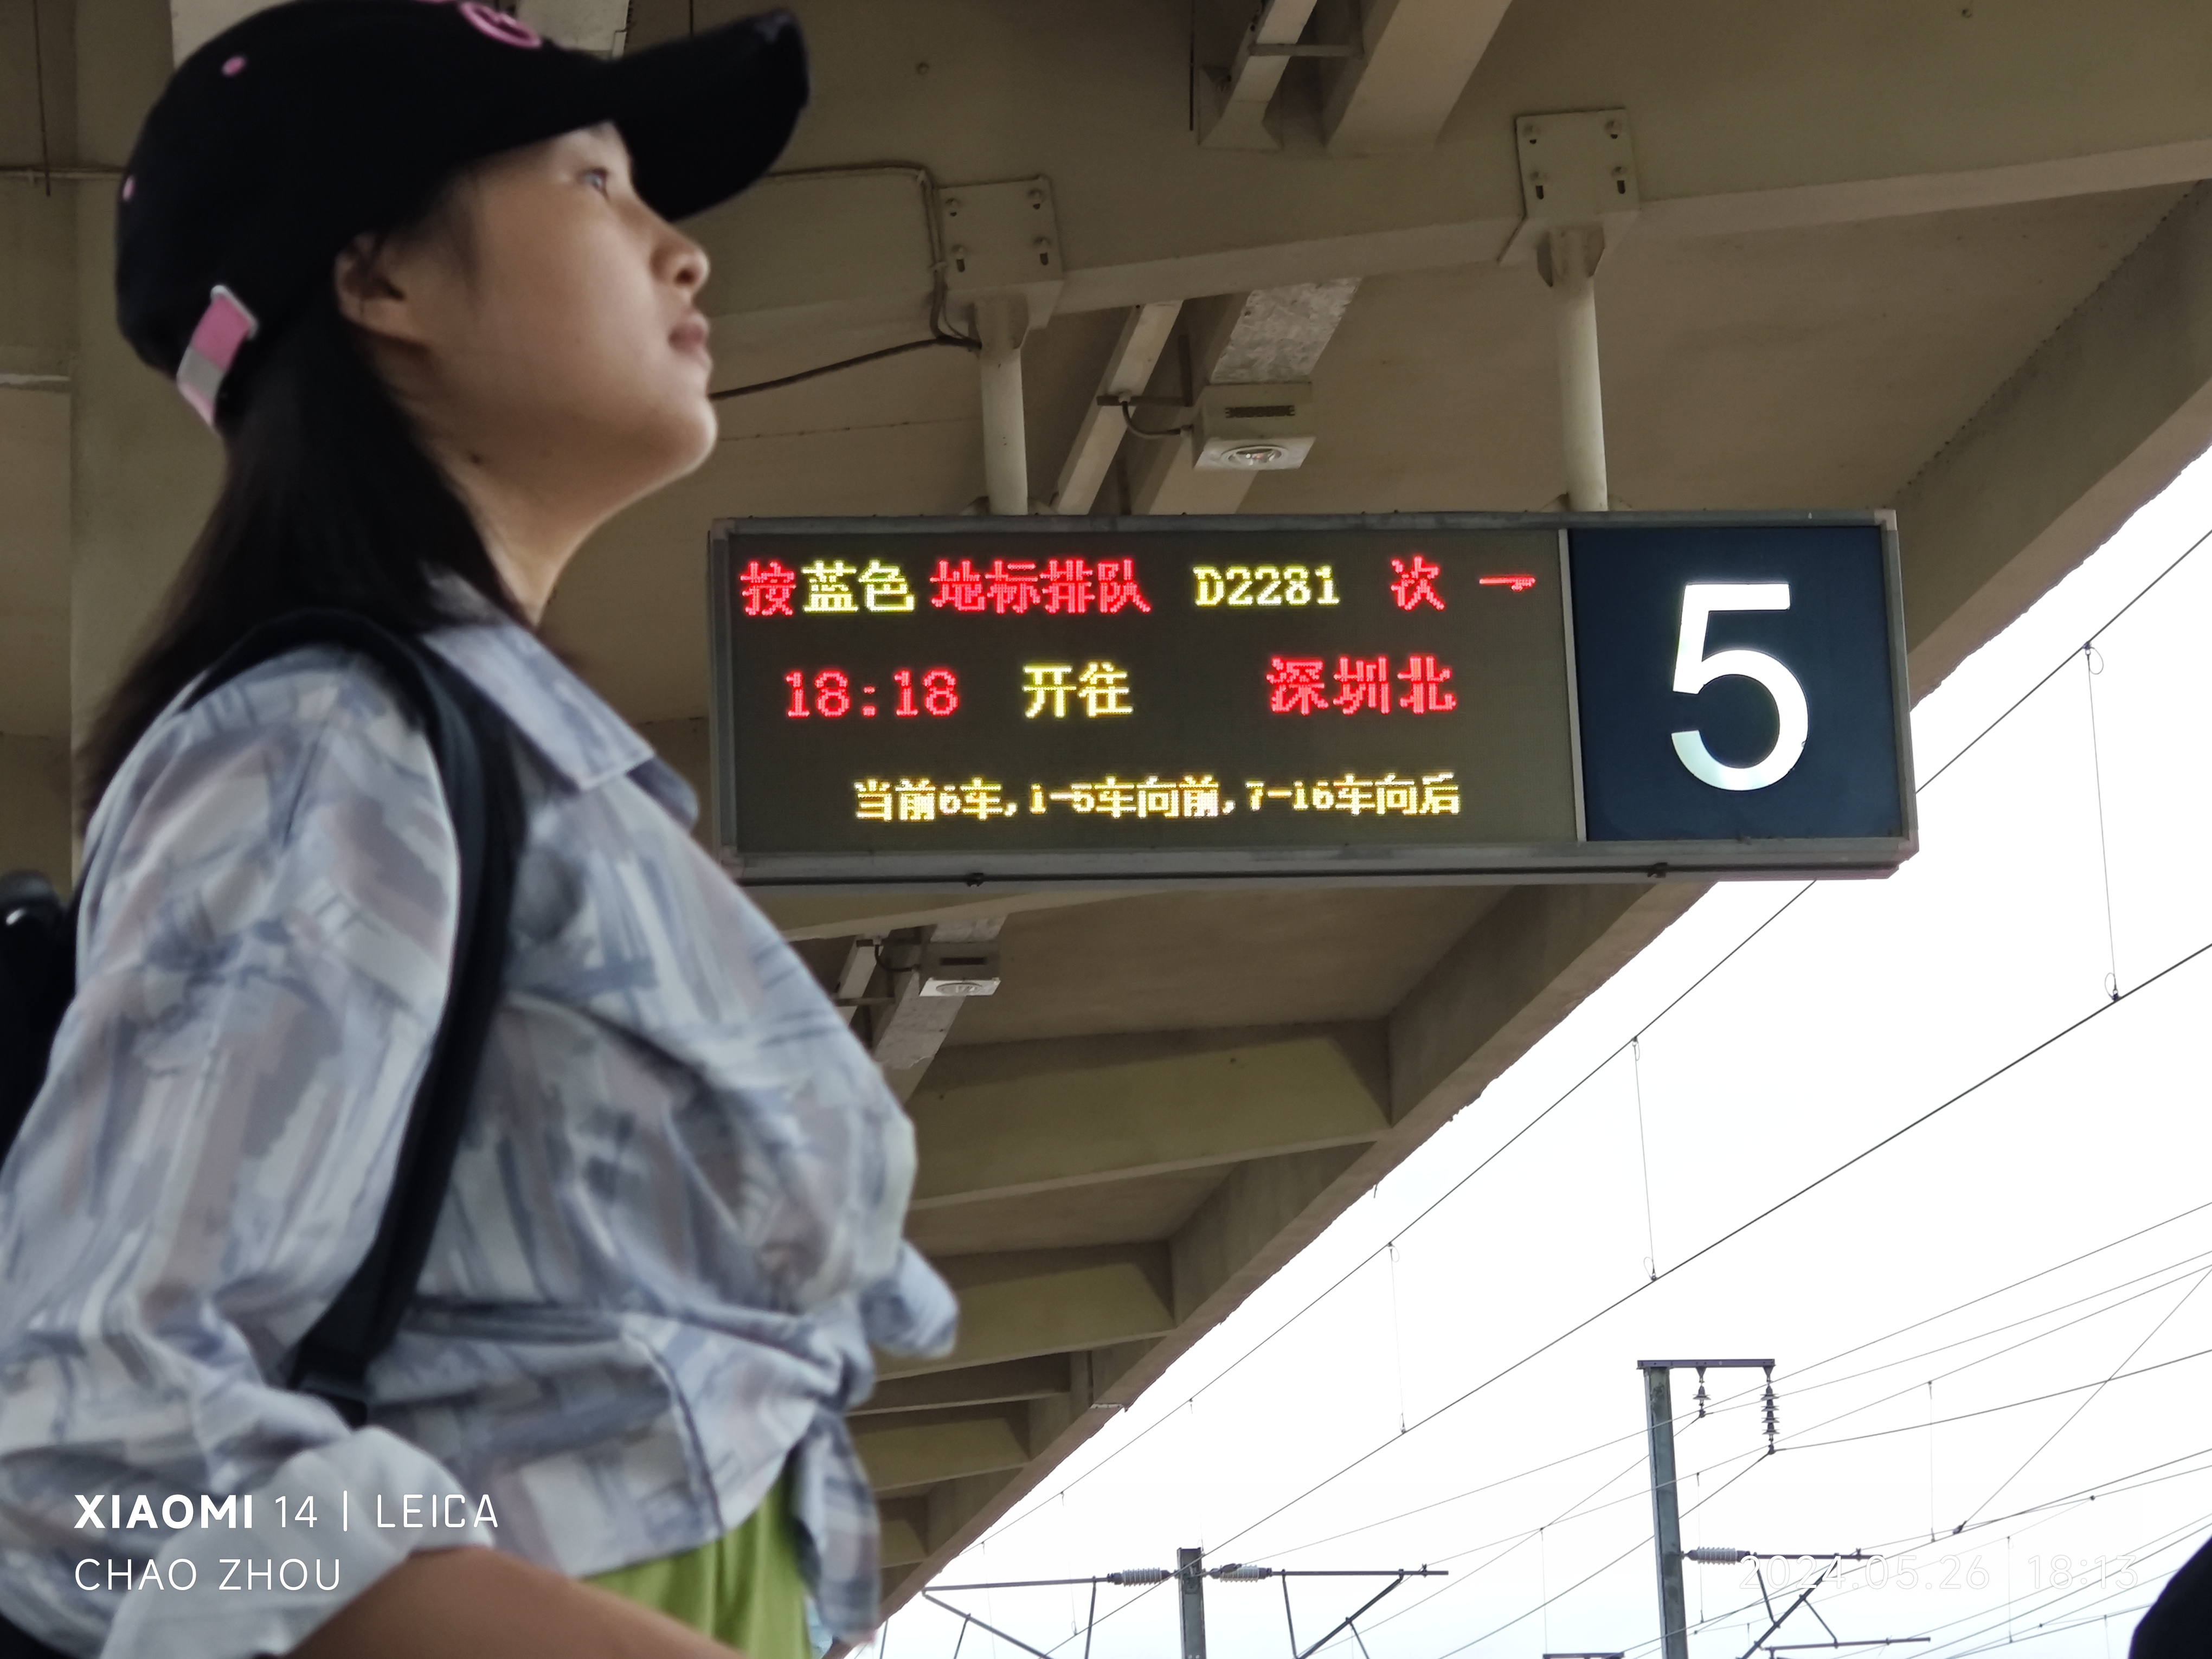 按蓝色地标排队 D2281 次
18:18 开往 深圳北
当前6车,1-5车向前,7-16车向后
5
XIAOMI 14 | LEICA
CHAO ZHOU
2024.05.26 18:13